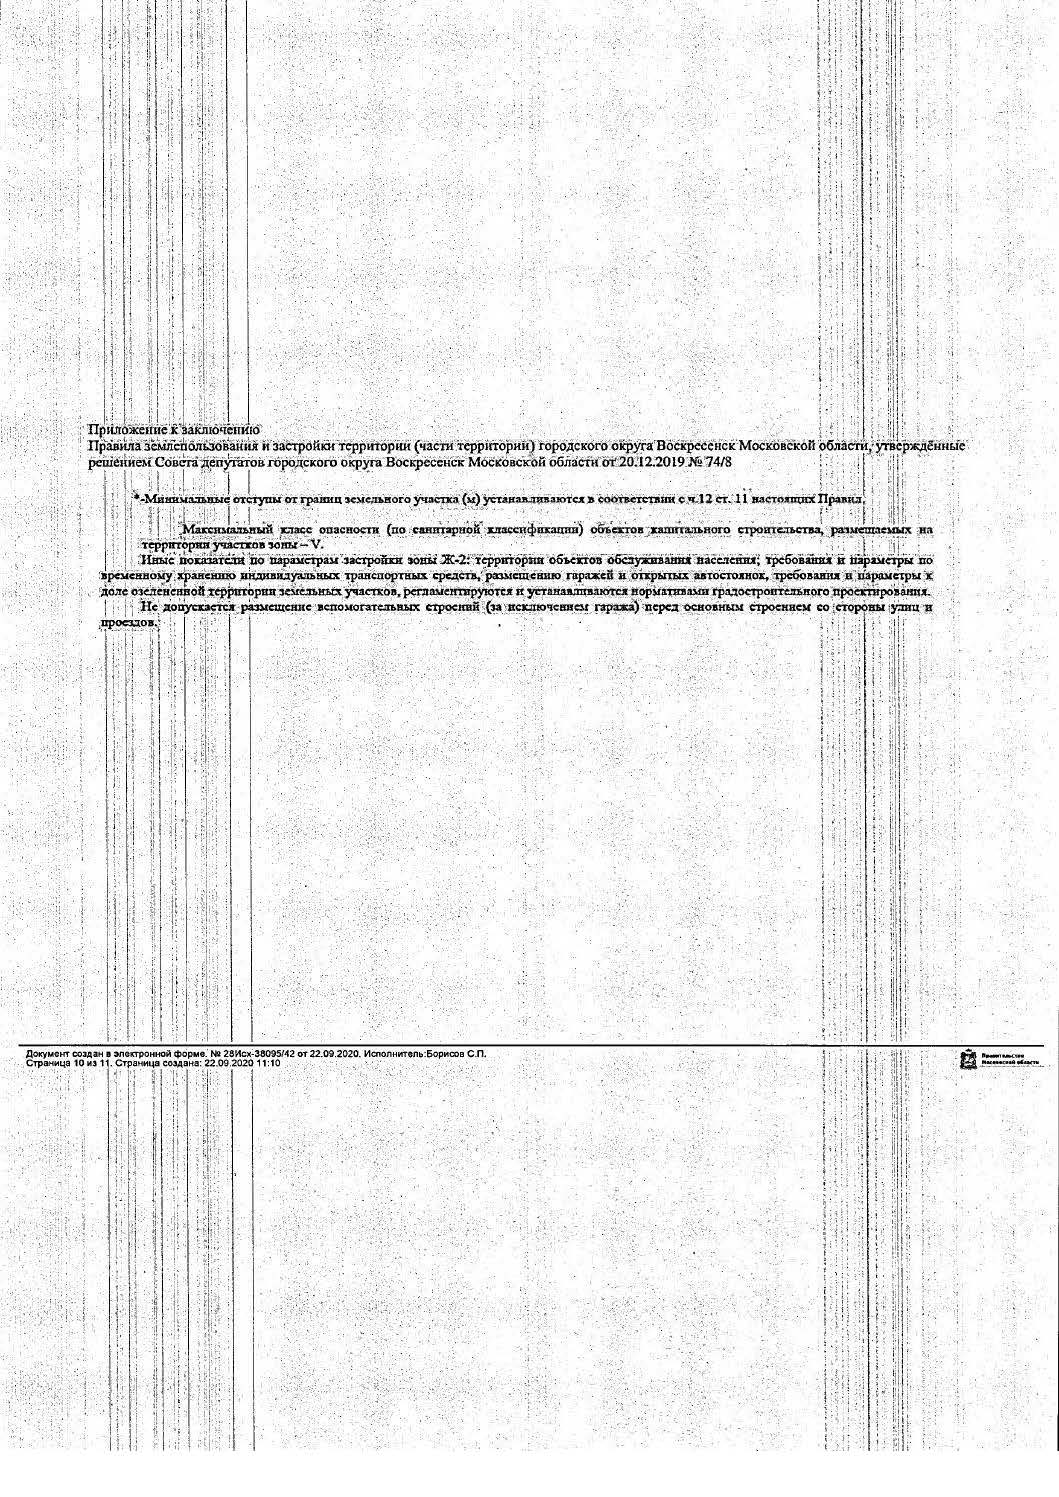 Приложение к заключению
Правила землепользования и застройки территории (части территории) городского округа Воскресенск Московской области, утверждённые
решением Совета депутатов городского округа Воскресенск Московской области от 20.12.2019 № 74/8
*-Минимальные отступы от границ земельного участка (м) устанавливаются в соответствии с ч.12 ст. 11 настоящих Правил.
Максимальный класс опасности (по санитарной классификации) объектов капитального строительства, размещаемых на
территории участков зоны – V.
Иные показатели по параметрам застройки зоны Ж-2: территории объектов обслуживания населения; требования и параметры по
временному хранению индивидуальных транспортных средств, размещению гаражей и открытых автостоянок, требования и параметры к
доле озелененной территории земельных участков, регламентируются и устанавливаются нормативами градостроительного проектирования.
Не допускается размещение вспомогательных строений (за исключением гаража) перед основным строением со стороны улиц и
проездов.
Документ создан в электронной форме. № 28Исх-38095/42 от 22.09.2020. Исполнитель:Борисов С.П.
Страница 10 из 11. Страница создана: 22.09.2020 11:10
Правительство
Московской области